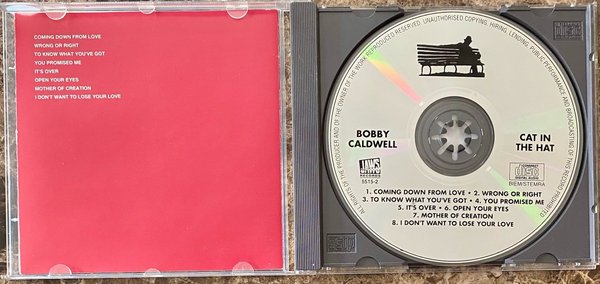 COMING DOWN FROM LOVE
WRONG OR RIGHT
TO KNOW WHAT YOU'VE GOT
YOU PROMISED ME
IT'S OVER
OPEN YOUR EYES
MOTHER OF CREATION
I DON'T WANT TO LOSE YOUR LOVE
ALL RIGHT OF THE PRODUCER AND OF THE OWNER OF THE WORK REPRODUCED RESERVED. UNAUTHORISED COPYING, HIRING, LENDING, PUBLIC PERFORMANCE AND BROADCASTING OF THIS RECORD PROHIBITED
BOBBY
CALDWELL
CAT IN
THE HAT
JAWS
RECORDS
5515-2
COMPACT
disc
DIGITAL AUDIO
BIEM/STEMRA
1. COMING DOWN FROM LOVE • 2. WRONG OR RIGHT
3. TO KNOW WHAT YOU'VE GOT • 4. YOU PROMISED ME
5. IT'S OVER • 6. OPEN YOUR EYES
7. MOTHER OF CREATION
8. I DON'T WANT TO LOSE YOUR LOVE